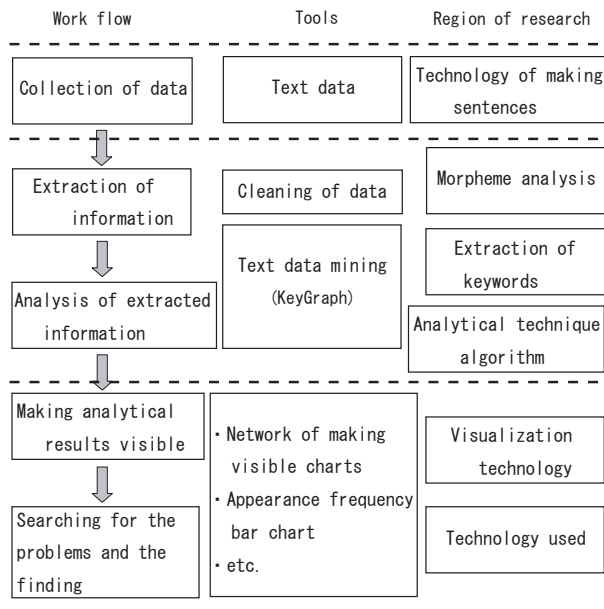 Work flow
Tools
Region of research
Collection of data
Text data
Technology of making
sentences
Extraction of
information
Cleaning of data
Morpheme analysis
Text data mining
(KeyGraph)
Extraction of
keywords
Analysis of extracted
information
Analytical technique
algorithm
Making analytical
results visible
・Network of making
visible charts
・Appearance frequency
bar chart
・etc.
Visualization
technology
Searching for the
problems and the
finding
Technology used